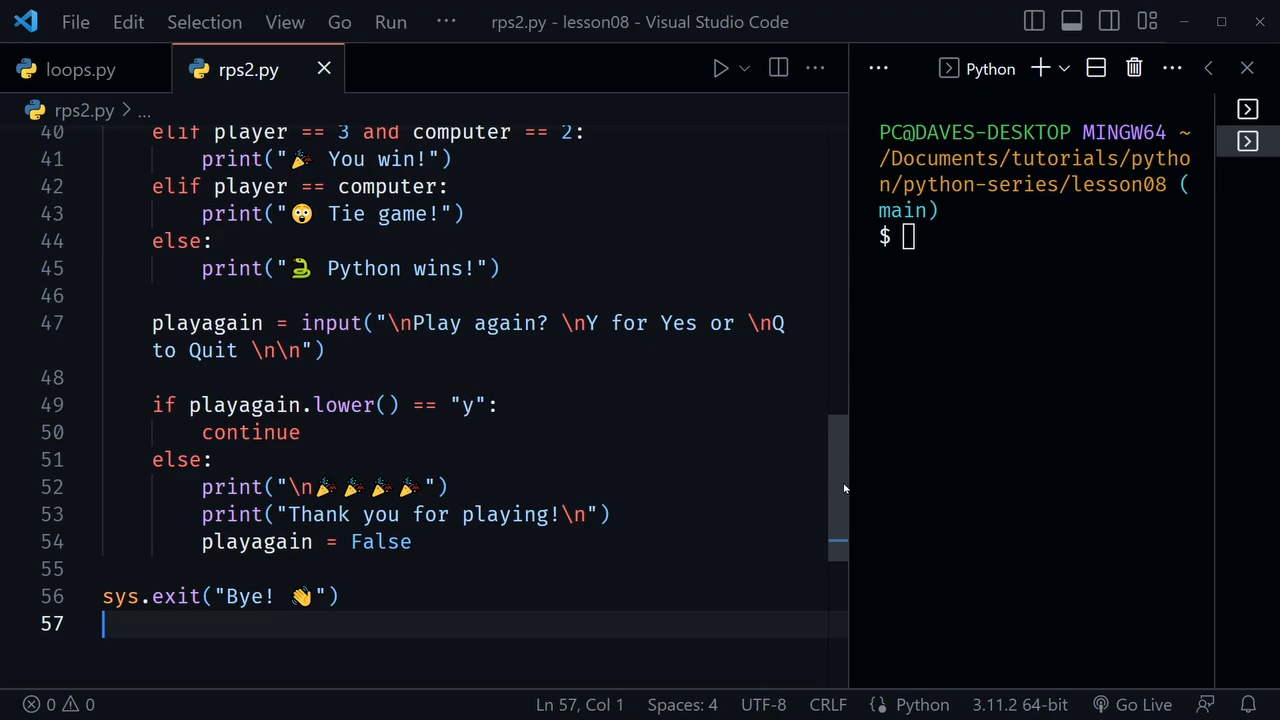 File Edit Selection View Go Run ··· rps2.py - lesson08 - Visual Studio Code
loops.py rps2.py
Python
rps2.py > ...
40 elif player == 3 and computer == 2:
41 print("🎉 You win!")
42 elif player == computer:
43 print("😲 Tie game!")
44 else:
45 print("🐍 Python wins!")
46
47 playagain = input("\nPlay again? \nY for Yes or \nQ
to Quit \n\n")
48
49 if playagain.lower() == "y":
50 continue
51 else:
52 print("\n🎉🎉🎉🎉")
53 print("Thank you for playing!\n")
54 playagain = False
55
56 sys.exit("Bye! 👋")
57
PC@DAVES-DESKTOP MINGW64 ~
/Documents/tutorials/pytho
n/python-series/lesson08 (
main)
$
0 0 Ln 57, Col 1 Spaces: 4 UTF-8 CRLF Python 3.11.2 64-bit Go Live